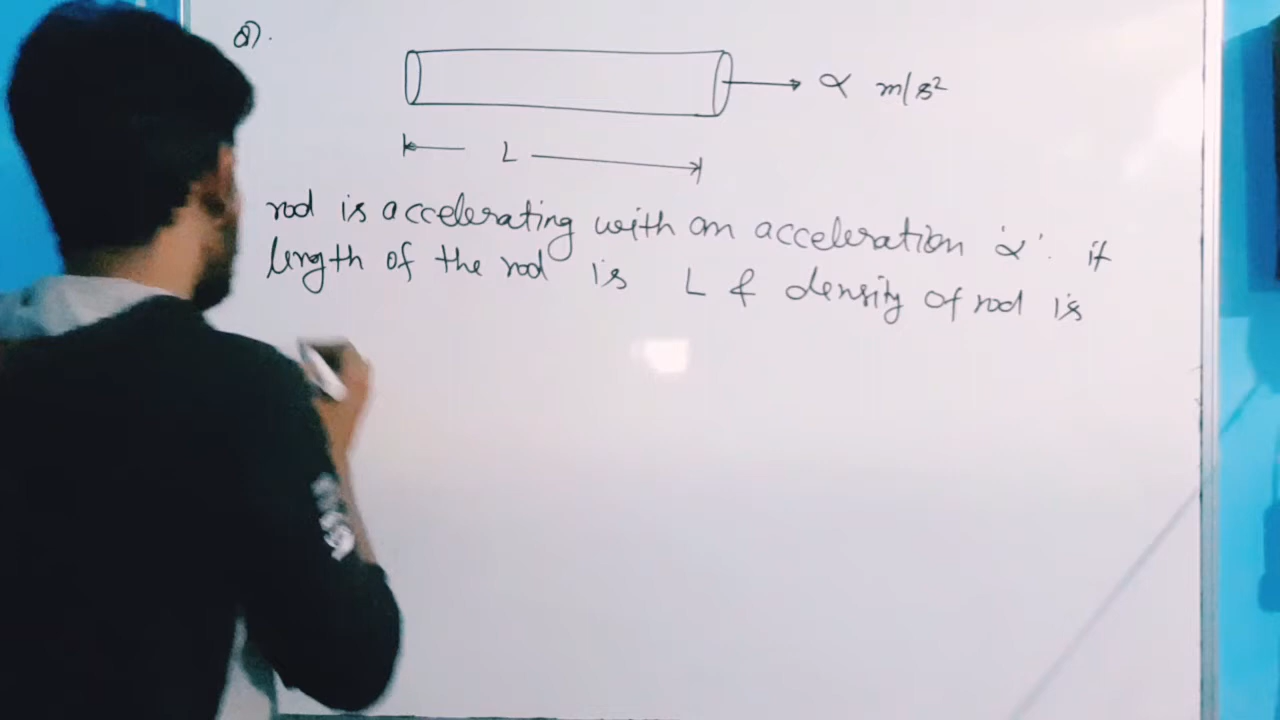 Q).
α m/s²
L
rod is accelerating with an acceleration 'α'. if
length of the rod is L & density of rod is